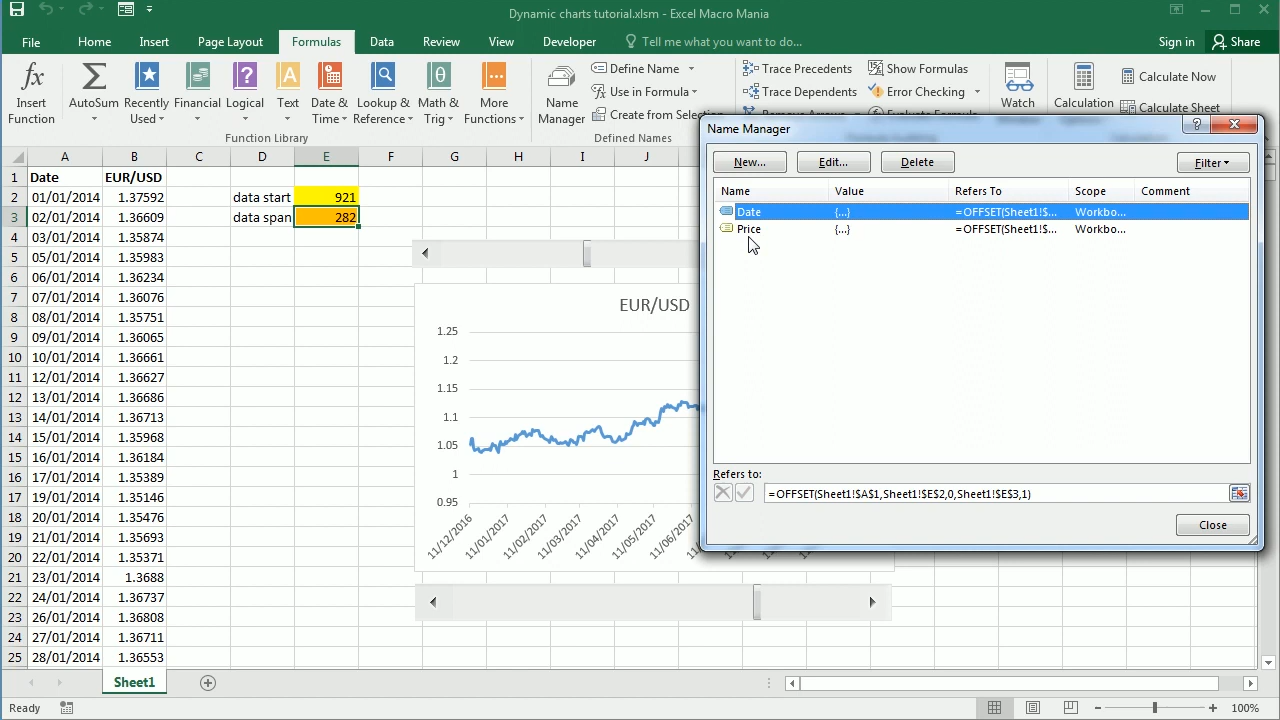 Dynamic charts tutorial.xlsm - Excel Macro Mania
File Home Insert Page Layout Formulas Data Review View Developer Tell me what you want to do... Sign in Share
Insert Function
AutoSum
Recently Used
Financial
Logical
Text
Date & Time
Lookup & Reference
Math & Trig
More Functions
Function Library
Name Manager
Define Name
Use in Formula
Create from Selection
Defined Names
Trace Precedents
Trace Dependents
Show Formulas
Error Checking
Watch
Calculation
Calculate Now
Calculate Sheet
A B C D E F G H I J
1 Date EUR/USD
2 01/01/2014 1.37592 data start 921
3 02/01/2014 1.36609 data span 282
4 03/01/2014 1.35874
5 05/01/2014 1.35983
6 06/01/2014 1.36234
7 07/01/2014 1.36076
8 08/01/2014 1.35751
9 09/01/2014 1.36065
10 10/01/2014 1.36661
11 12/01/2014 1.36627
12 13/01/2014 1.36686
13 14/01/2014 1.36713
14 15/01/2014 1.35968
15 16/01/2014 1.36184
16 17/01/2014 1.35389
17 19/01/2014 1.35146
18 20/01/2014 1.35476
19 21/01/2014 1.35693
20 22/01/2014 1.35371
21 23/01/2014 1.3688
22 24/01/2014 1.36737
23 26/01/2014 1.36808
24 27/01/2014 1.36711
25 28/01/2014 1.36553
EUR/USD
1.25
1.2
1.15
1.1
1.05
1
0.95
11/12/2016 11/01/2017 11/02/2017 11/03/2017 11/04/2017 11/05/2017 11/06/2017
Name Manager
New... Edit... Delete Filter
Name Value Refers To Scope Comment
Date {...} =OFFSET(Sheet1!$... Workbo...
Price {...} =OFFSET(Sheet1!$... Workbo...
Refers to:
=OFFSET(Sheet1!$A$1,Sheet1!$E$2,0,Sheet1!$E$3,1)
Close
Sheet1
Ready
100%